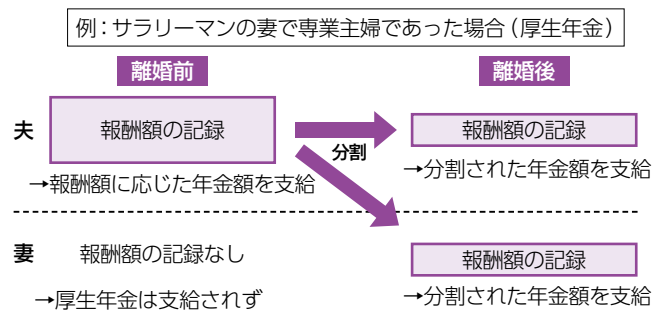 例：サラリーマンの妻で専業主婦であった場合（厚生年金）
離婚前
離婚後
夫
報酬額の記録
分割
報酬額の記録
→報酬額に応じた年金額を支給
→分割された年金額を支給
妻
報酬額の記録なし
報酬額の記録
→厚生年金は支給されず
→分割された年金額を支給